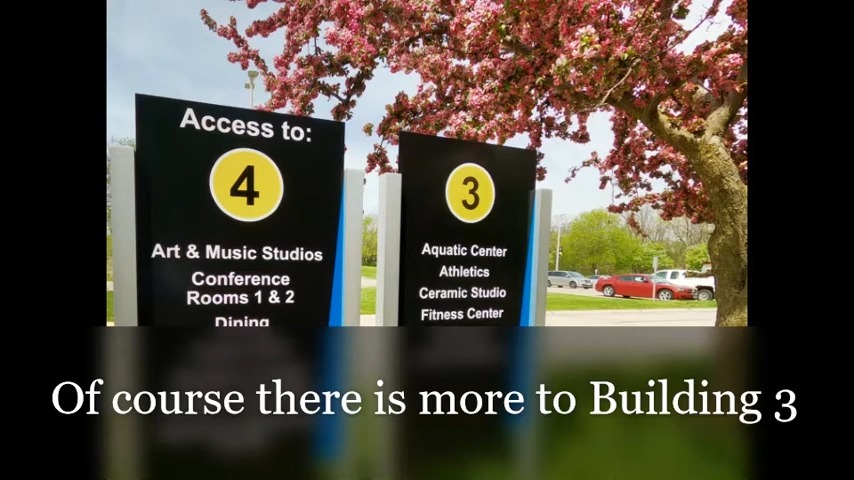 Access to:
4
Art & Music Studios
Conference
Rooms 1 & 2
Dining
3
Aquatic Center
Athletics
Ceramic Studio
Fitness Center
Of course there is more to Building 3